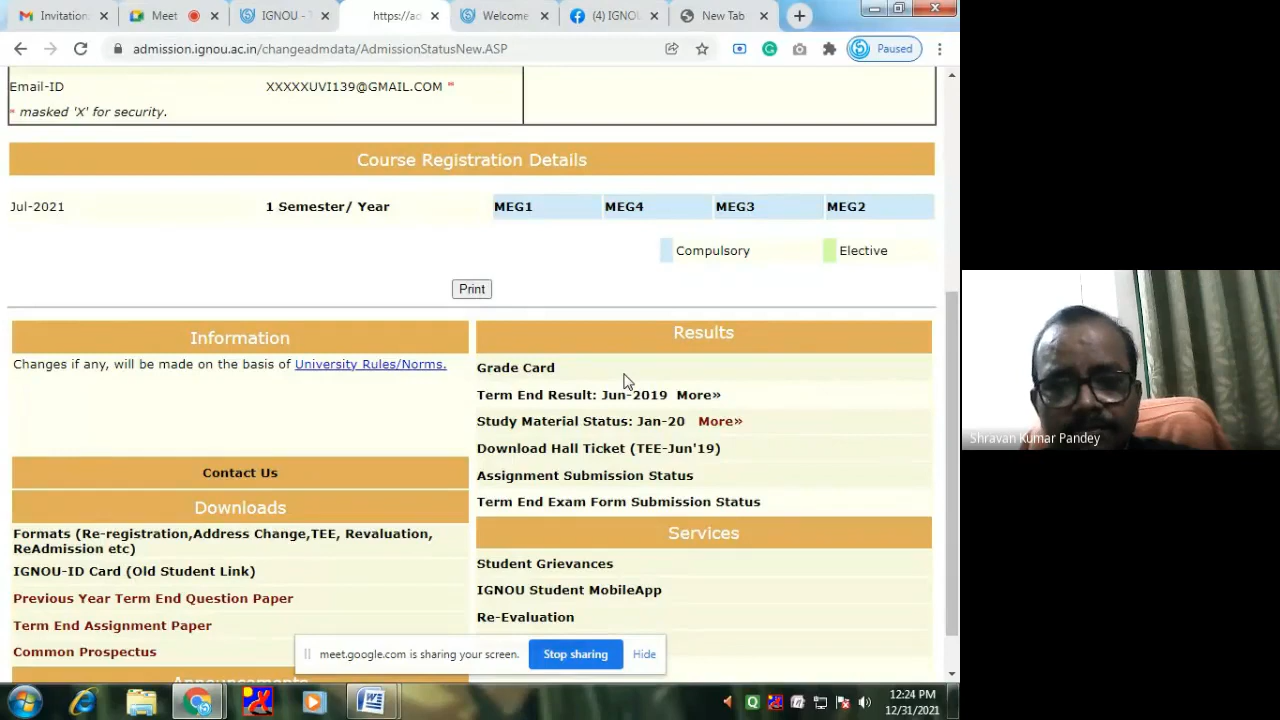 Invitation
Meet
IGNOU - T
https://ad
Welcome
(4) IGNO
New Tab
admission.ignou.ac.in/changeadmdata/AdmissionStatusNew.ASP
Paused
Email-ID XXXXXUVI139@GMAIL.COM *
* masked 'X' for security.
Course Registration Details
Jul-2021 1 Semester/ Year MEG1 MEG4 MEG3 MEG2
Compulsory Elective
Print
Information
Changes if any, will be made on the basis of University Rules/Norms.
Contact Us
Downloads
Formats (Re-registration,Address Change,TEE, Revaluation,
ReAdmission etc)
IGNOU-ID Card (Old Student Link)
Previous Year Term End Question Paper
Term End Assignment Paper
Common Prospectus
Announcements
Results
Grade Card
Term End Result: Jun-2019 More»
Study Material Status: Jan-20 More»
Download Hall Ticket (TEE-Jun'19)
Assignment Submission Status
Term End Exam Form Submission Status
Services
Student Grievances
IGNOU Student MobileApp
Re-Evaluation
meet.google.com is sharing your screen. Stop sharing Hide
Shravan Kumar Pandey
12:24 PM
12/31/2021